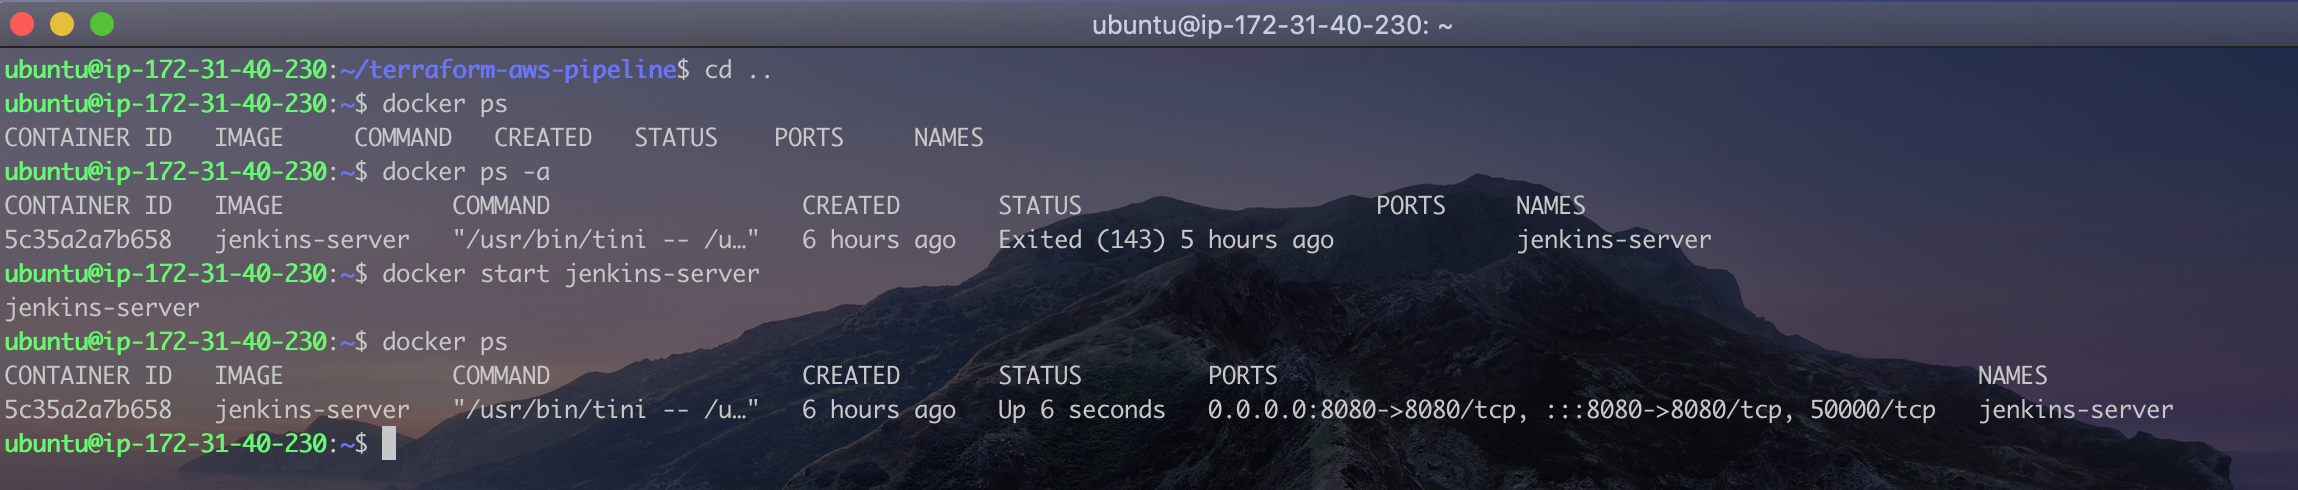 ubuntu@ip-172-31-40-230: ~
ubuntu@ip-172-31-40-230:~/terraform-aws-pipeline$ cd ..
ubuntu@ip-172-31-40-230:~$ docker ps
CONTAINER ID   IMAGE     COMMAND   CREATED   STATUS    PORTS     NAMES
ubuntu@ip-172-31-40-230:~$ docker ps -a
CONTAINER ID   IMAGE            COMMAND                  CREATED       STATUS                     PORTS     NAMES
5c35a2a7b658   jenkins-server   "/usr/bin/tini -- /u…"   6 hours ago   Exited (143) 5 hours ago             jenkins-server
ubuntu@ip-172-31-40-230:~$ docker start jenkins-server
jenkins-server
ubuntu@ip-172-31-40-230:~$ docker ps
CONTAINER ID   IMAGE            COMMAND                  CREATED       STATUS         PORTS                                                  NAMES
5c35a2a7b658   jenkins-server   "/usr/bin/tini -- /u…"   6 hours ago   Up 6 seconds   0.0.0.0:8080->8080/tcp, :::8080->8080/tcp, 50000/tcp   jenkins-server
ubuntu@ip-172-31-40-230:~$